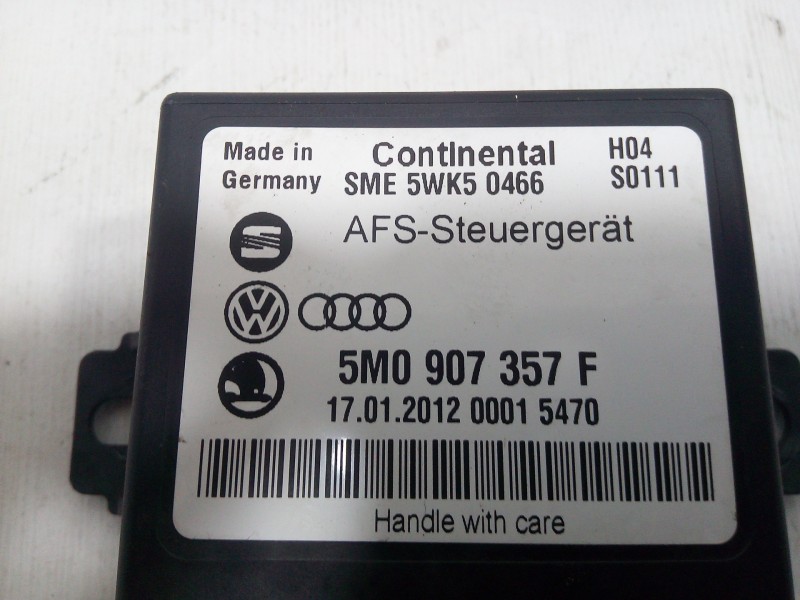 Made in Continental H04
Germany SME 5WK5 0466 S0111
AFS-Steuergerät
5M0 907 357 F
17.01.2012 0001 5470
Handle with care